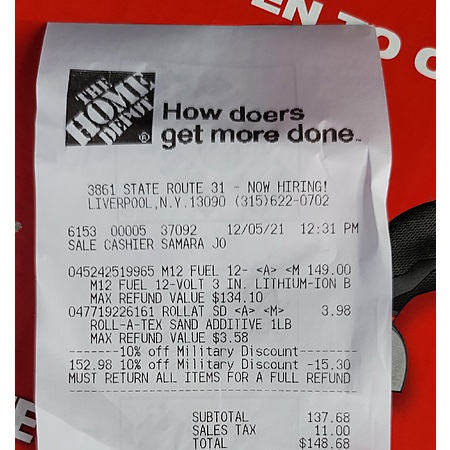 EN TO
THE
HOME
DEPOT
®
How doers
get more done™
3861 STATE ROUTE 31 - NOW HIRING!
LIVERPOOL,N.Y.13090 (315)622-0702
6153 00005 37092 12/05/21 12:31 PM
SALE CASHIER SAMARA JO
045242519965 M12 FUEL 12- <A> <M 149.00
M12 FUEL 12-VOLT 3 IN. LITHIUM-ION B
MAX REFUND VALUE $134.10
047719226161 ROLLAT SD <A> <M> 3.98
ROLL-A-TEX SAND ADDITIVE 1LB
MAX REFUND VALUE $3.58
----------10% off Military Discount----------
152.98 10% off Military Discount -15.30
MUST RETURN ALL ITEMS FOR A FULL REFUND
SUBTOTAL 137.68
SALES TAX 11.00
TOTAL $148.68